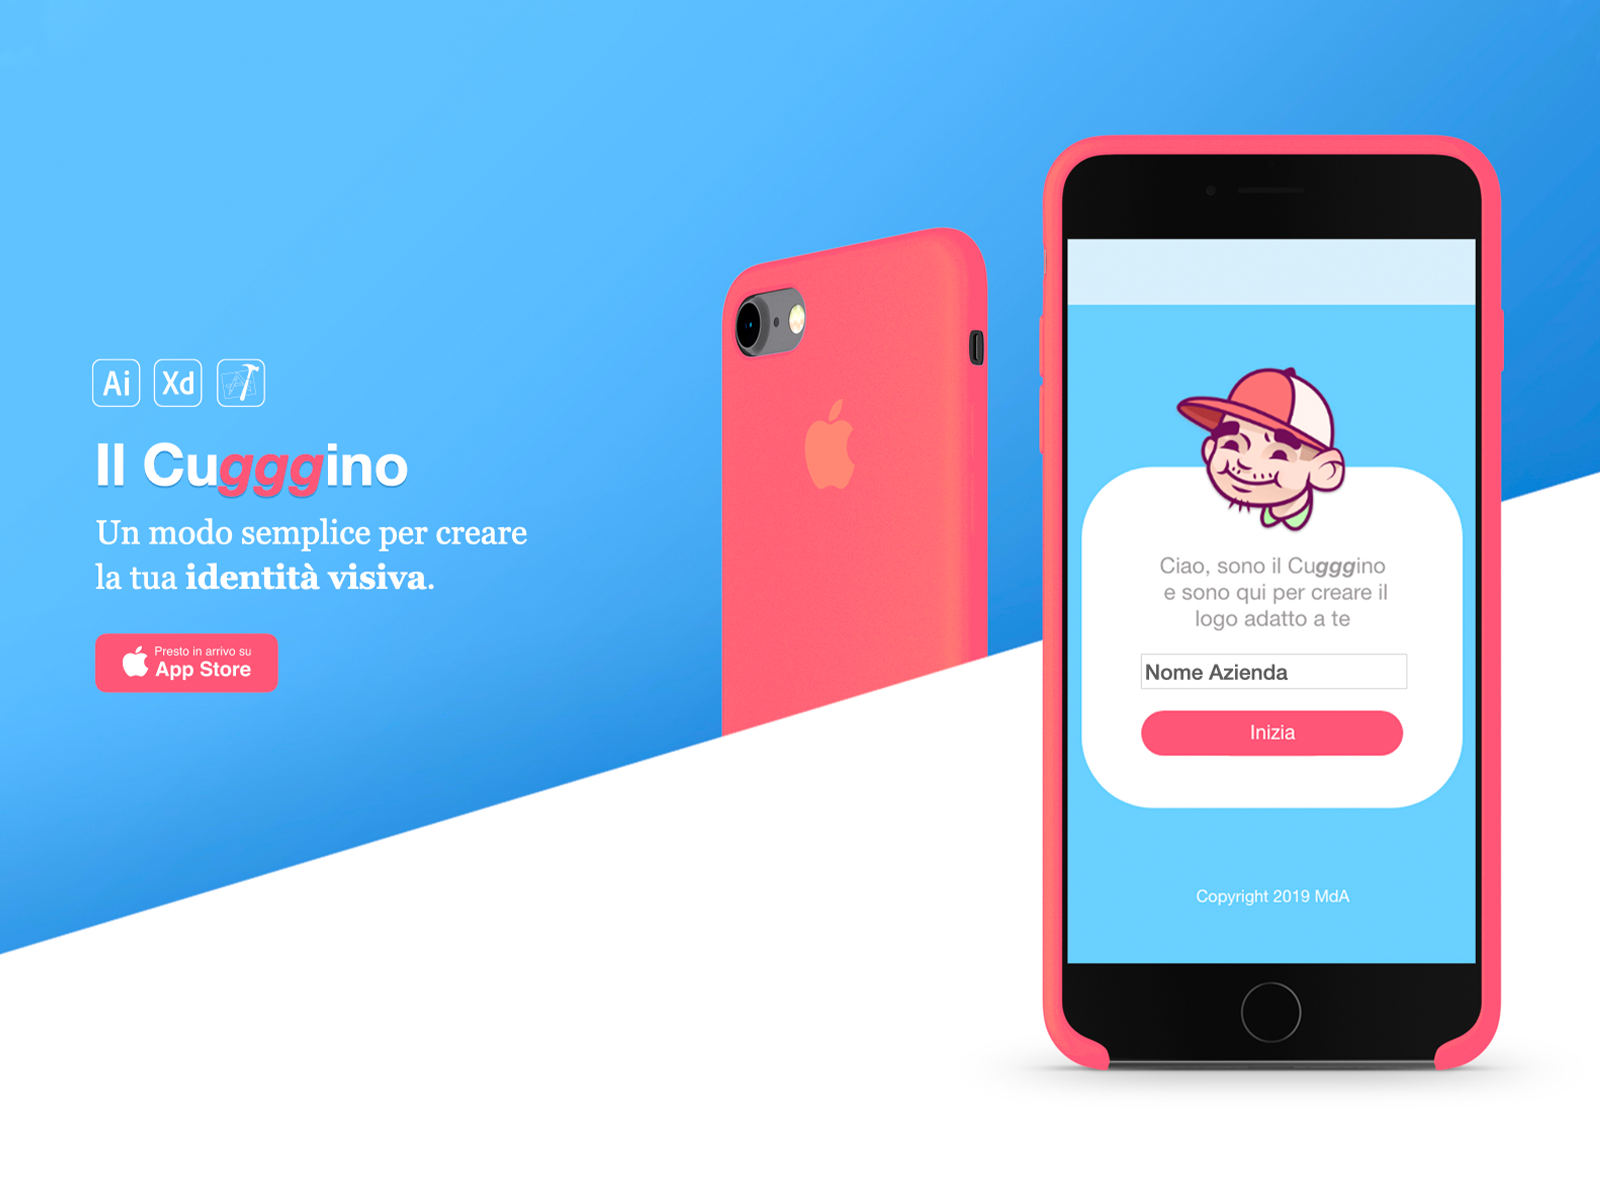 Ai Xd
Il Cugggino
Un modo semplice per creare
la tua identità visiva.
Presto in arrivo su
App Store
Ciao, sono il Cugggino
e sono qui per creare il
logo adatto a te
Nome Azienda
Inizia
Copyright 2019 MdA